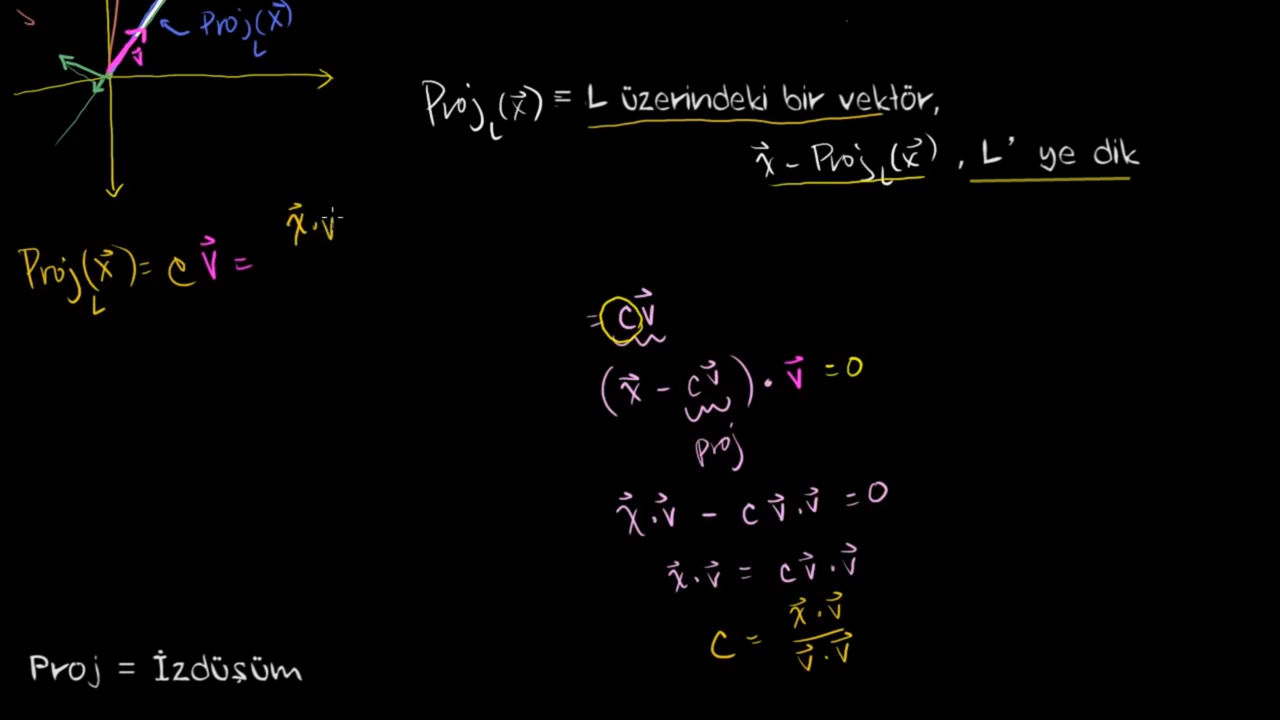 Proj_L(x⃗)
v⃗
Proj_L(x⃗) = L üzerindeki bir vektör,
x⃗ - Proj_L(x⃗), L' ye dik
Proj_L(x⃗) = c v⃗ = x⃗·v
= c v⃗
(x⃗ - c v⃗) · v⃗ = 0
proj
x⃗·v⃗ - c v⃗·v⃗ = 0
x⃗·v⃗ = c v⃗·v⃗
c = x⃗·v⃗ / v⃗·v⃗
Proj = İzdüşüm